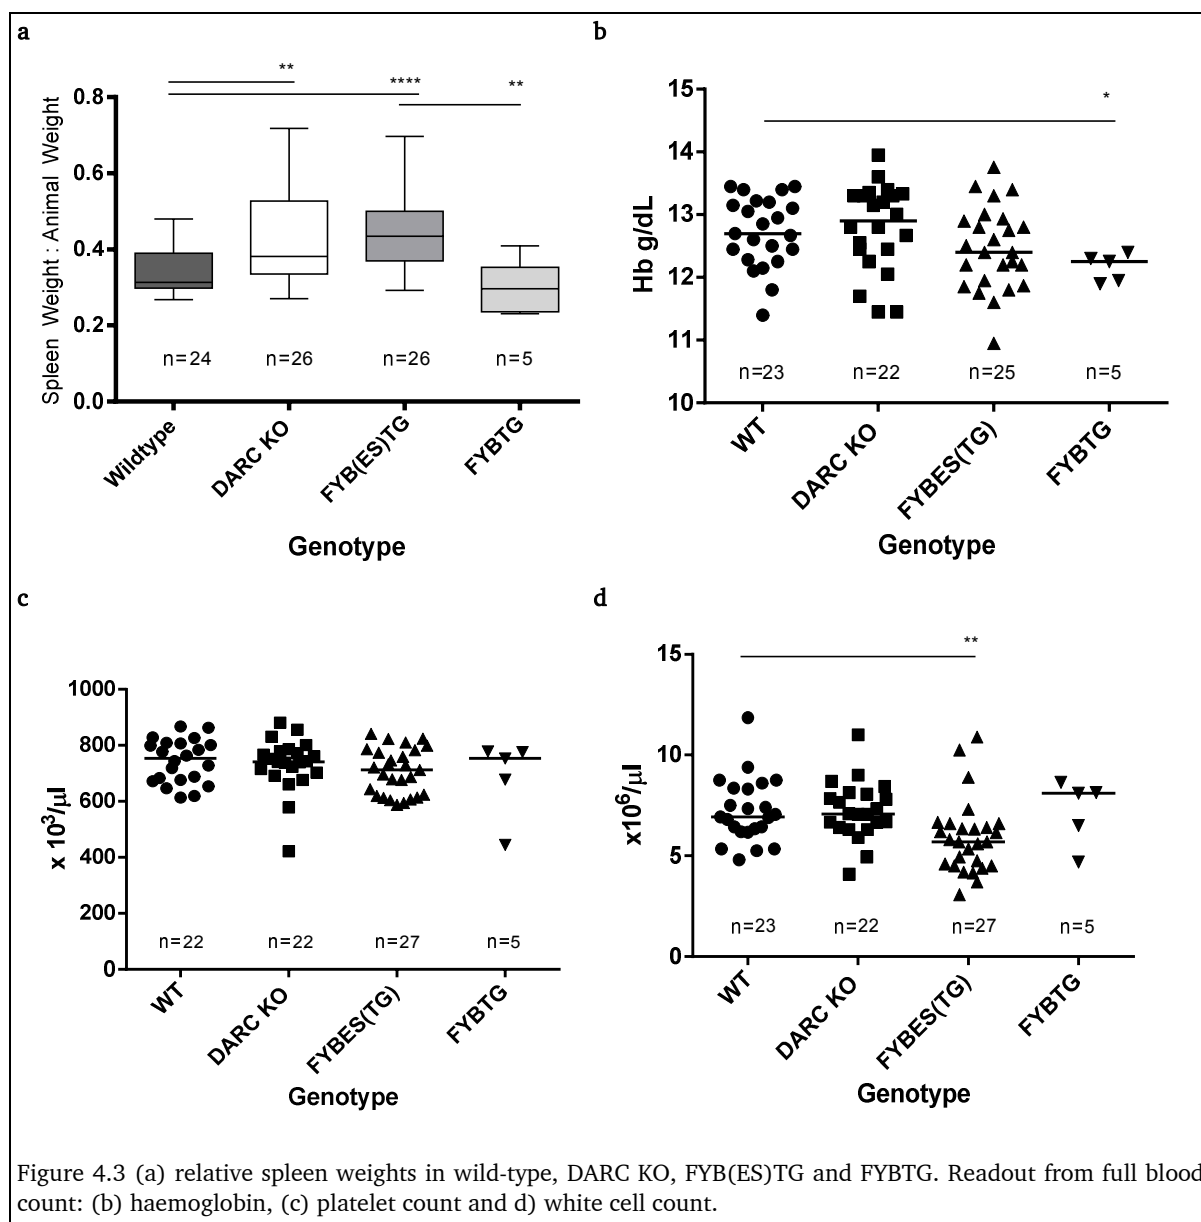 a
**
****
**
0.8
0.6
0.4
0.2
0.0
Spleen Weight : Animal Weight
n=24
n=26
n=26
n=5
Wildtype
DARC KO
FYB(ES)TG
FYBTG
Genotype
b
*
15
14
13
12
11
10
Hb g/dL
n=23
n=22
n=25
n=5
WT
DARC KO
FYBES(TG)
FYBTG
Genotype
c
1000
800
600
400
200
0
x 10³/µl
n=22
n=22
n=27
n=5
WT
DARC KO
FYBES(TG)
FYBTG
Genotype
d
**
15
10
5
0
x10⁶/µl
n=23
n=22
n=27
n=5
WT
DARC KO
FYBES(TG)
FYBTG
Genotype
Figure 4.3 (a) relative spleen weights in wild-type, DARC KO, FYB(ES)TG and FYBTG. Readout from full blood
count: (b) haemoglobin, (c) platelet count and d) white cell count.